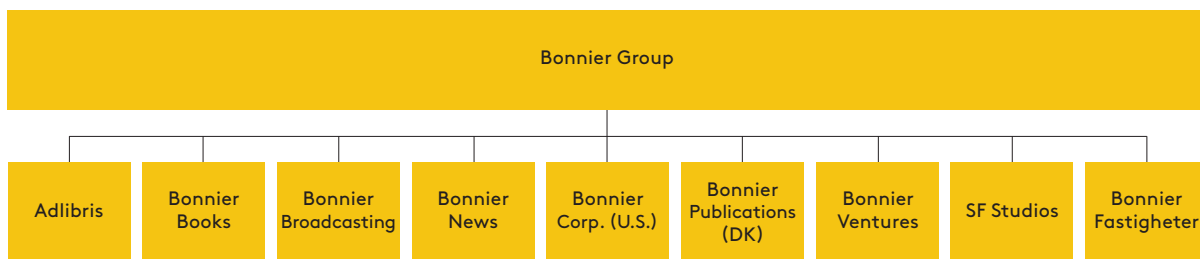 Bonnier Group
Adlibris
Bonnier
Books
Bonnier
Broadcasting
Bonnier
News
Bonnier
Corp. (U.S.)
Bonnier
Publications
(DK)
Bonnier
Ventures
SF Studios
Bonnier
Fastigheter